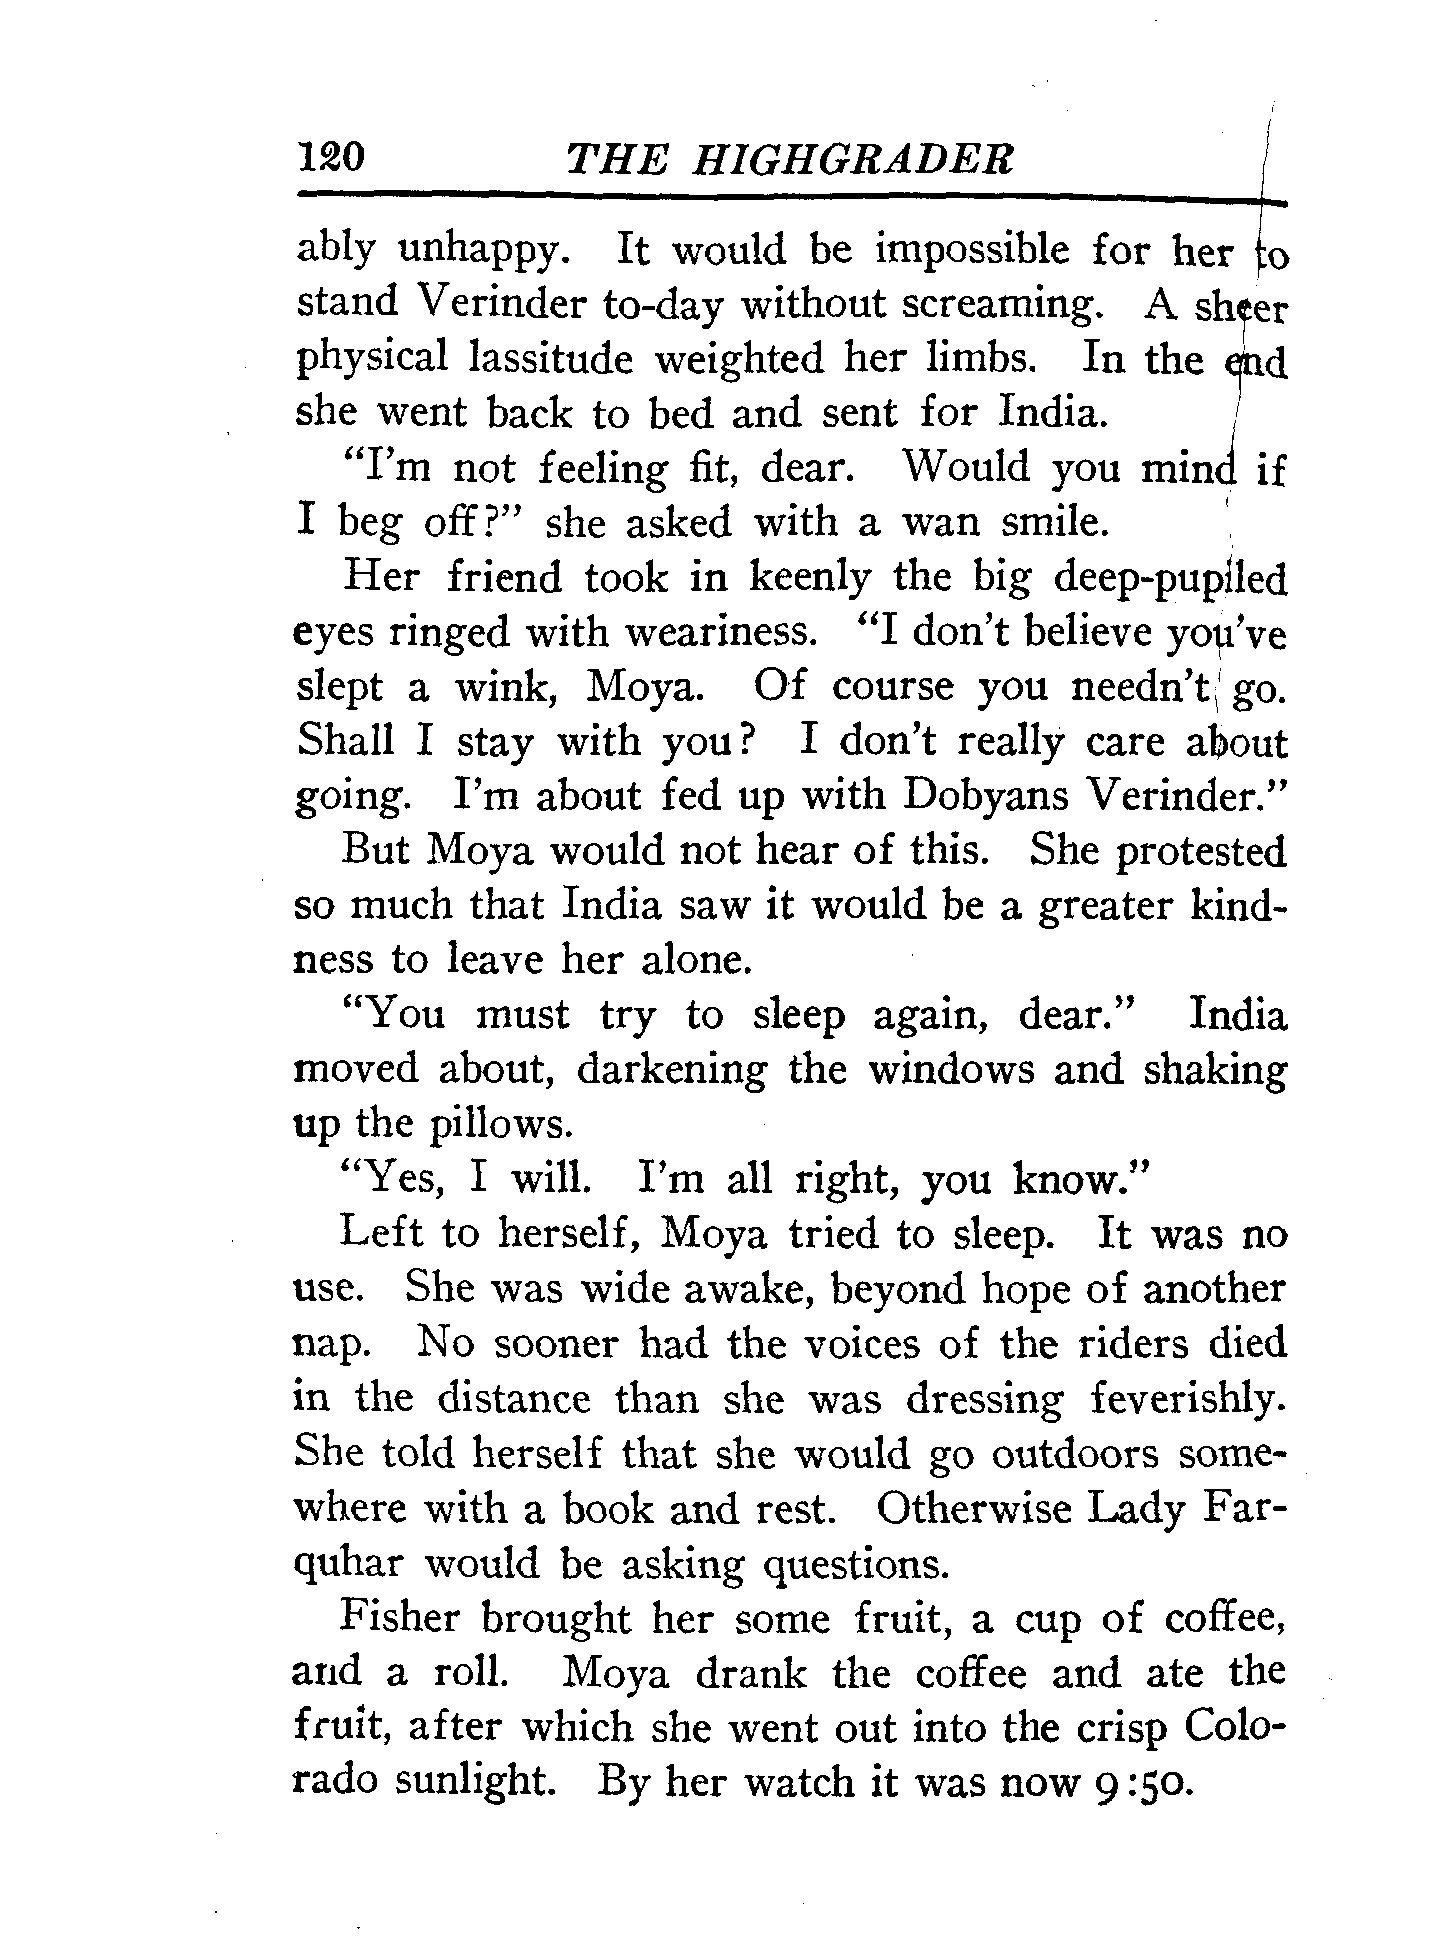 120 THE HIGHGRADER
ably unhappy. It would be impossible for her to
stand Verinder to-day without screaming. A sheer
physical lassitude weighted her limbs. In the end
she went back to bed and sent for India.
"I'm not feeling fit, dear. Would you mind if
I beg off?" she asked with a wan smile.
Her friend took in keenly the big deep-pupiled
eyes ringed with weariness. "I don't believe you've
slept a wink, Moya. Of course you needn't go.
Shall I stay with you? I don't really care about
going. I'm about fed up with Dobyans Verinder."
But Moya would not hear of this. She protested
so much that India saw it would be a greater kind-
ness to leave her alone.
"You must try to sleep again, dear." India
moved about, darkening the windows and shaking
up the pillows.
"Yes, I will. I'm all right, you know."
Left to herself, Moya tried to sleep. It was no
use. She was wide awake, beyond hope of another
nap. No sooner had the voices of the riders died
in the distance than she was dressing feverishly.
She told herself that she would go outdoors some-
where with a book and rest. Otherwise Lady Far-
quhar would be asking questions.
Fisher brought her some fruit, a cup of coffee,
and a roll. Moya drank the coffee and ate the
fruit, after which she went out into the crisp Colo-
rado sunlight. By her watch it was now 9:50.